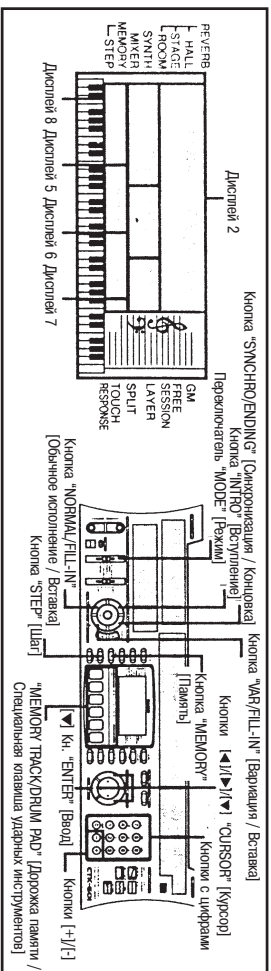 REVERB
HALL
STAGE
ROOM
SYNTH
MIXER
MEMORY
STEP
Дисплей 2
GM
FREE
SESSION
LAYER
SPLIT
TOUCH
RESPONSE
Дисплей 8 Дисплей 5 Дисплей 6 Дисплей 7
Кнопка "SYNCHRO/ENDING" [Синхронизация / Концовка]
Кнопка "INTRO" [Вступление]
Переключатель "MODE" [Режим]
Кнопка "NORMAL/FILL-IN"
[Обычное исполнение / Вставка]
Кнопка "VAR/FILL-IN" [Вариация / Вставка]
Кнопка "MEMORY"
[Память]
Кнопка "STEP" [Шаг]
Кнопки [◄]/[►]/[▼] "CURSOR" [Курсор]
Кнопки с цифрами
Кнопки [+]/[-]
[▼] Кн. "ENTER" [Ввод]
"MEMORY TRACK/DRUM PAD" [Дорожка памяти /
Специальная клавиша ударных инструментов]
CTK-601